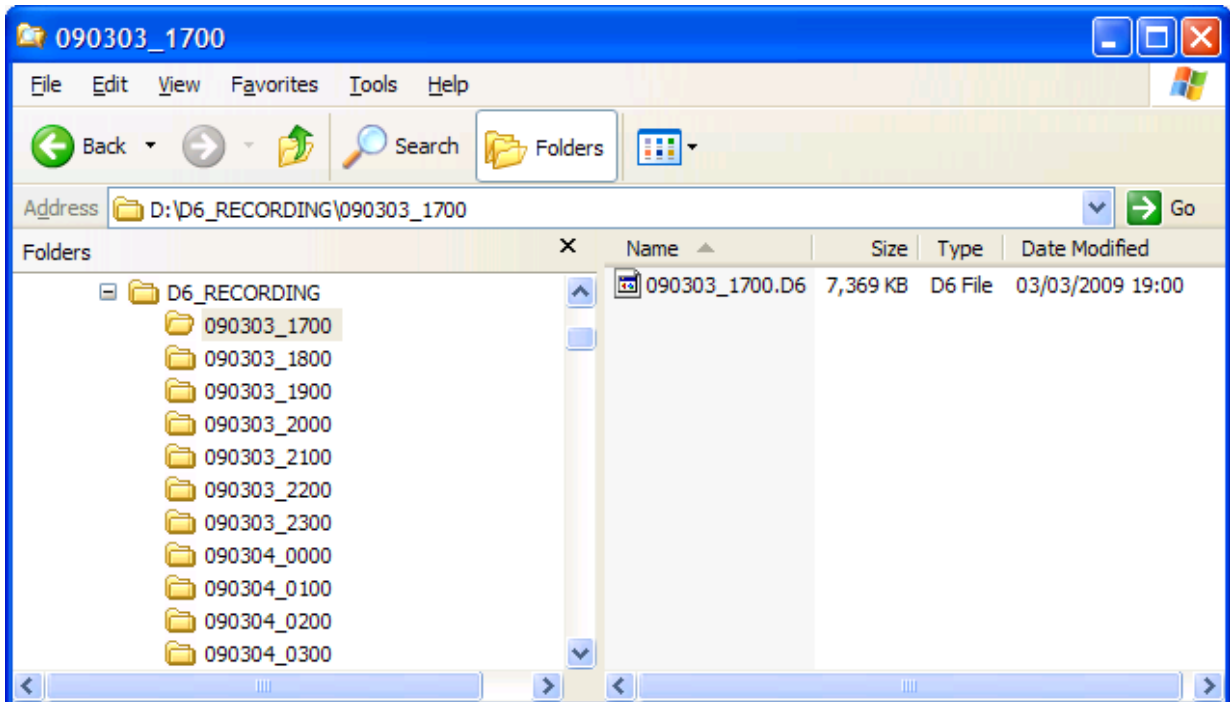 090303_1700
File Edit View Favorites Tools Help
Back Search Folders
Address D:\D6_RECORDING\090303_1700 Go
Folders
D6_RECORDING
090303_1700
090303_1800
090303_1900
090303_2000
090303_2100
090303_2200
090303_2300
090304_0000
090304_0100
090304_0200
090304_0300
Name Size Type Date Modified
090303_1700.D6 7,369 KB D6 File 03/03/2009 19:00